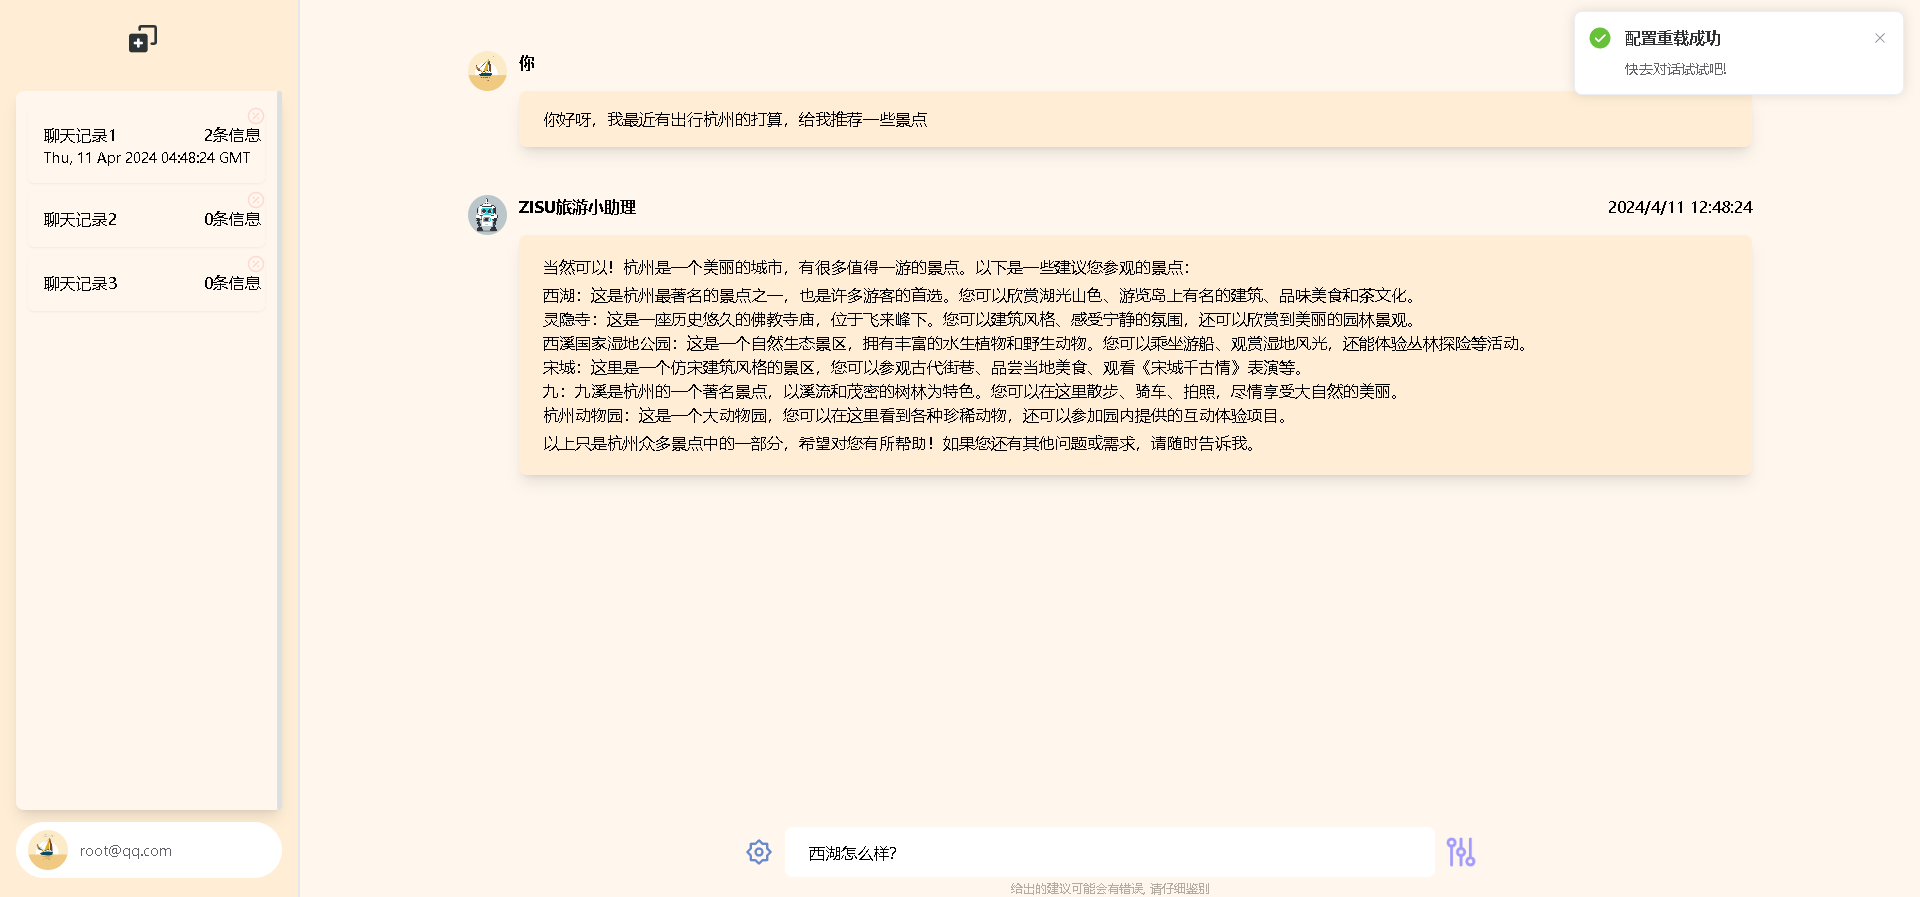 聊天记录1 2条信息
Thu, 11 Apr 2024 04:48:24 GMT
聊天记录2 0条信息
聊天记录3 0条信息
root@qq.com
你
你好呀，我最近有出行杭州的打算，给我推荐一些景点
ZISU旅游小助理 2024/4/11 12:48:24
当然可以！杭州是一个美丽的城市，有很多值得一游的景点。以下是一些建议您参观的景点：
西湖：这是杭州最著名的景点之一，也是许多游客的首选。您可以欣赏湖光山色、游览岛上有名的建筑、品味美食和茶文化。
灵隐寺：这是一座历史悠久的佛教寺庙，位于飞来峰下。您可以建筑风格、感受宁静的氛围，还可以欣赏到美丽的园林景观。
西溪国家湿地公园：这是一个自然生态景区，拥有丰富的水生植物和野生动物。您可以乘坐游船、观赏湿地风光，还能体验丛林探险等活动。
宋城：这里是一个仿宋建筑风格的景区，您可以参观古代街巷、品尝当地美食、观看《宋城千古情》表演等。
九：九溪是杭州的一个著名景点，以溪流和茂密的树林为特色。您可以在这里散步、骑车、拍照，尽情享受大自然的美丽。
杭州动物园：这是一个大动物园，您可以在这里看到各种珍稀动物，还可以参加园内提供的互动体验项目。
以上只是杭州众多景点中的一部分，希望对您有所帮助！如果您还有其他问题或需求，请随时告诉我。
西湖怎么样?
给出的建议可能会有错误, 请仔细鉴别
配置重载成功
快去对话试试吧!